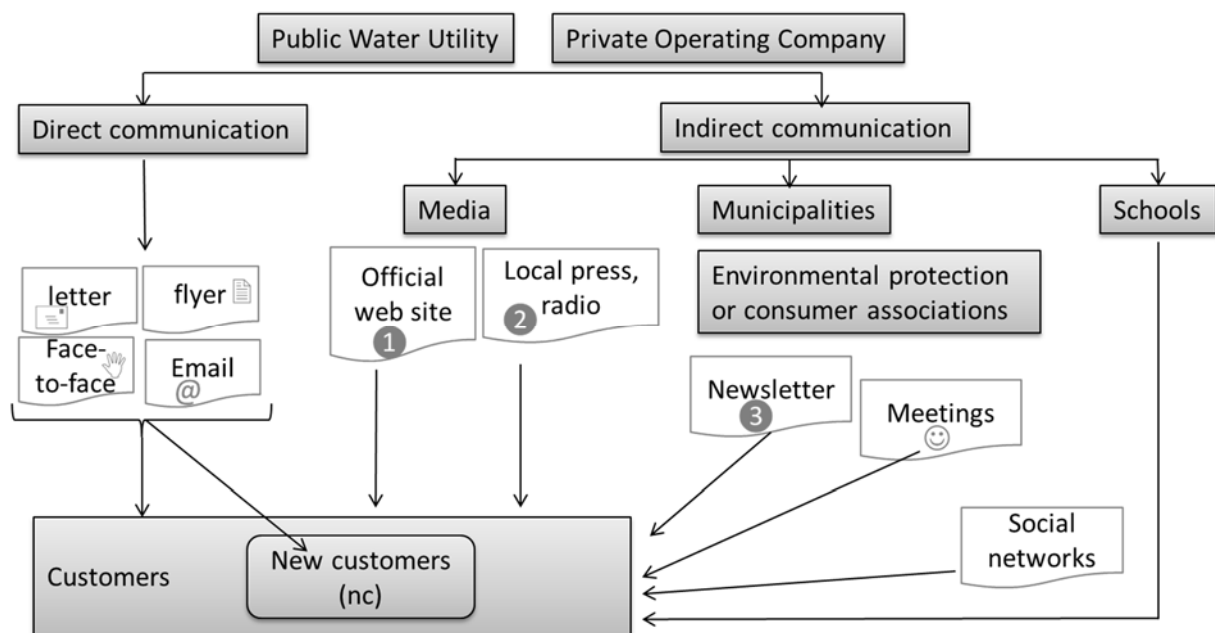 Public Water Utility
Private Operating Company
Direct communication
Indirect communication
Media
Municipalities
Schools
letter
flyer
Face-
to-face
Email
@
Official
web site
1
Local press,
radio
2
Environmental protection
or consumer associations
Newsletter
3
Meetings
Social
networks
Customers
New customers
(nc)